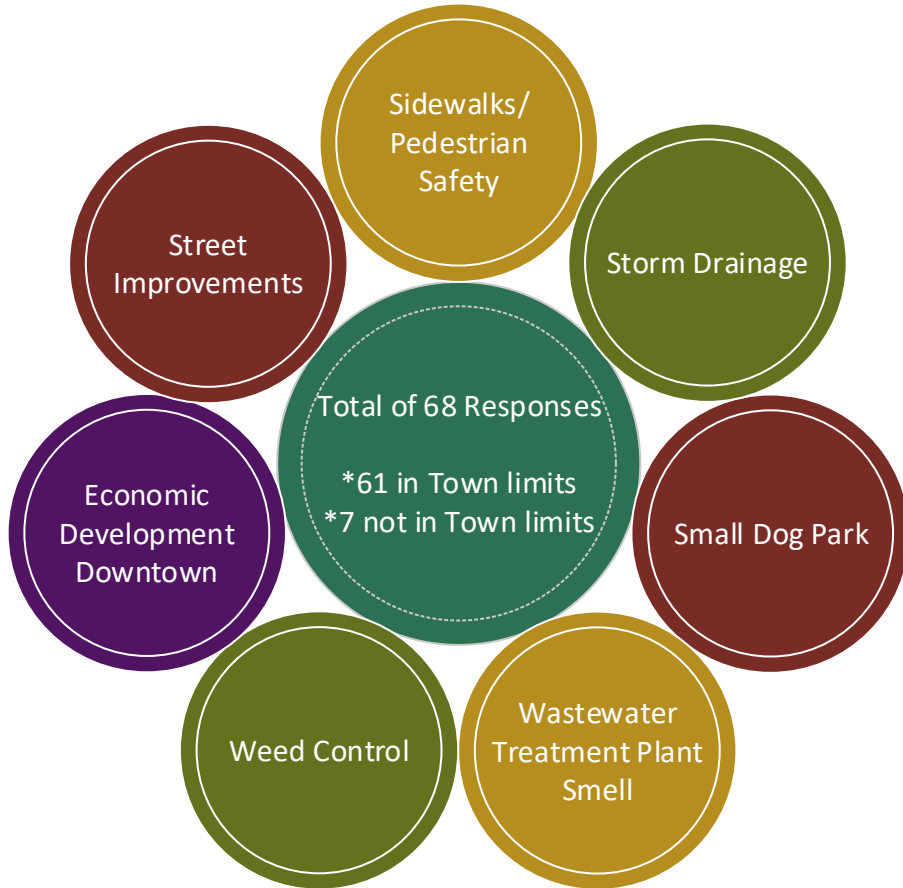 Sidewalks/
Pedestrian
Safety
Storm Drainage
Small Dog Park
Wastewater
Treatment Plant
Smell
Weed Control
Economic
Development
Downtown
Street
Improvements
Total of 68 Responses
*61 in Town limits
*7 not in Town limits